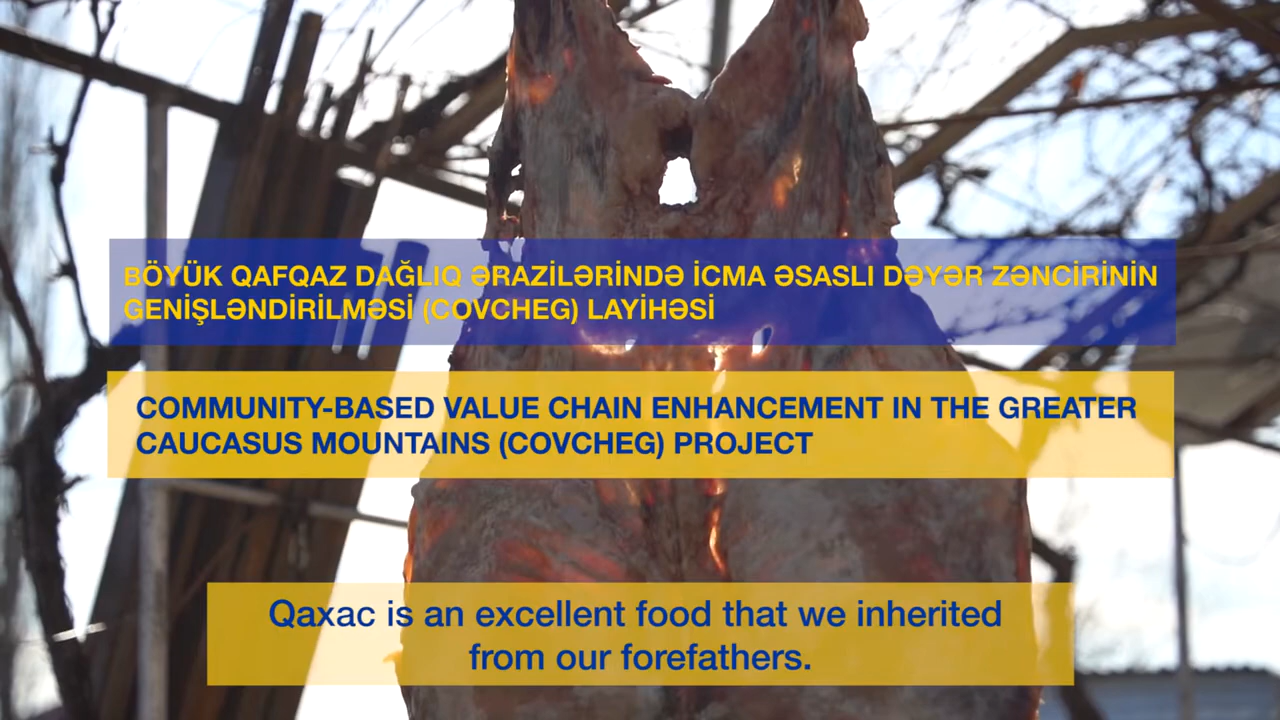 BÖYÜK QAFQAZ DAĞLIQ ƏRAZİLƏRİNDƏ İCMA ƏSASLI DƏYƏR ZƏNCİRİNİN
GENİŞLƏNDİRİLMƏSİ (COVCHEG) LAYİHƏSİ
COMMUNITY-BASED VALUE CHAIN ENHANCEMENT IN THE GREATER
CAUCASUS MOUNTAINS (COVCHEG) PROJECT
Qaxac is an excellent food that we inherited
from our forefathers.